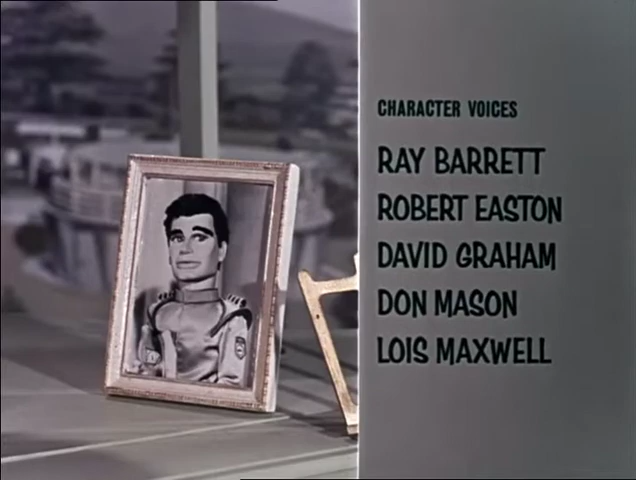 CHARACTER VOICES
RAY BARRETT
ROBERT EASTON
DAVID GRAHAM
DON MASON
LOIS MAXWELL